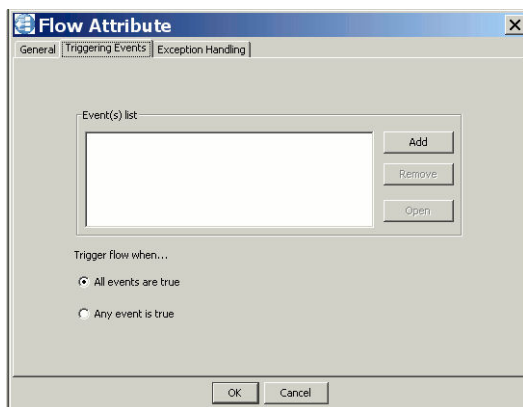 Flow Attribute
General Triggering Events Exception Handling
Event(s) list
Add
Remove
Open
Trigger flow when...
All events are true
Any event is true
OK Cancel